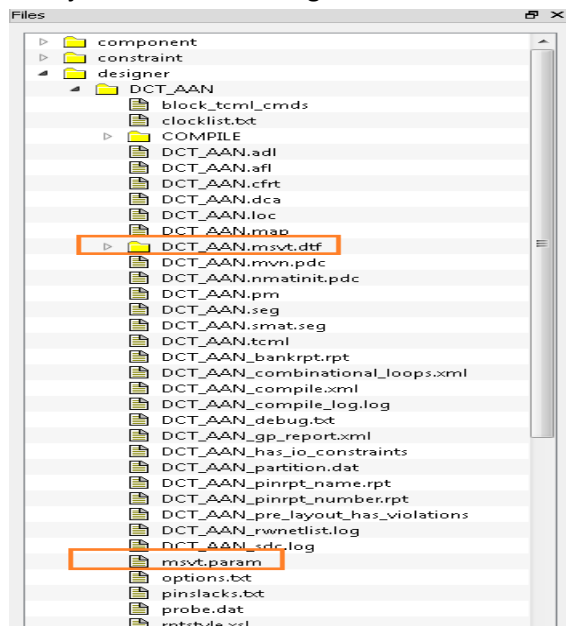 Files
component
constraint
designer
DCT_AAN
block_tcml_cmds
clocklist.txt
COMPILE
DCT_AAN.adl
DCT_AAN.afl
DCT_AAN.cfrt
DCT_AAN.dca
DCT_AAN.loc
DCT_AAN.map
DCT_AAN.msvt.dtf
DCT_AAN.mvn.pdc
DCT_AAN.nmatinit.pdc
DCT_AAN.pm
DCT_AAN.seg
DCT_AAN.smat.seg
DCT_AAN.tcml
DCT_AAN_bankrpt.rpt
DCT_AAN_combinational_loops.xml
DCT_AAN_compile.xml
DCT_AAN_compile_log.log
DCT_AAN_debug.txt
DCT_AAN_gp_report.xml
DCT_AAN_has_io_constraints
DCT_AAN_partition.dat
DCT_AAN_pinrpt_name.rpt
DCT_AAN_pinrpt_number.rpt
DCT_AAN_pre_layout_has_violations
DCT_AAN_rwnetlist.log
DCT_AAN_sdc.log
msvt.param
options.txt
pinslacks.txt
probe.dat
rptstyle.xsl